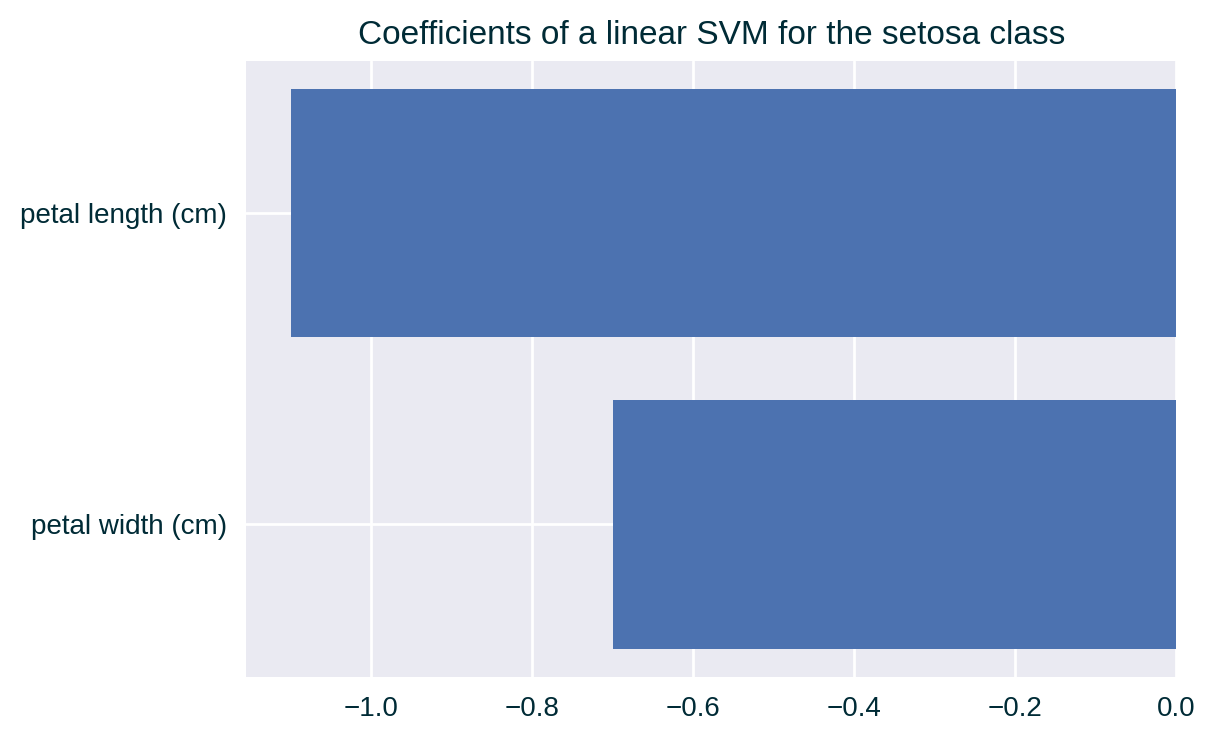 Coefficients of a linear SVM for the setosa class
petal length (cm)
petal width (cm)
−1.0 −0.8 −0.6 −0.4 −0.2 0.0